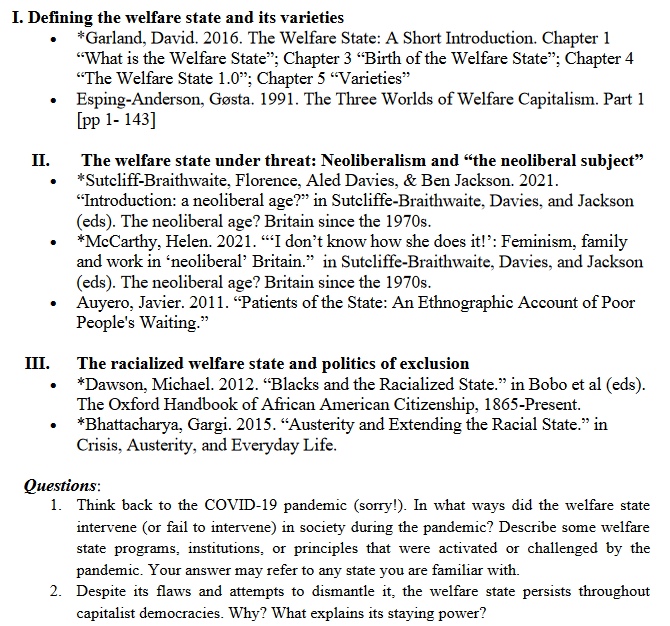 I. Defining the welfare state and its varieties
• *Garland, David. 2016. The Welfare State: A Short Introduction. Chapter 1
“What is the Welfare State”; Chapter 3 “Birth of the Welfare State”; Chapter 4
“The Welfare State 1.0”; Chapter 5 “Varieties”
• Esping-Anderson, Gøsta. 1991. The Three Worlds of Welfare Capitalism. Part 1
[pp 1- 143]
II. The welfare state under threat: Neoliberalism and “the neoliberal subject”
• *Sutcliff-Braithwaite, Florence, Aled Davies, & Ben Jackson. 2021.
“Introduction: a neoliberal age?” in Sutcliffe-Braithwaite, Davies, and Jackson
(eds). The neoliberal age? Britain since the 1970s.
• *McCarthy, Helen. 2021. “‘I don’t know how she does it!’: Feminism, family
and work in ‘neoliberal’ Britain.” in Sutcliffe-Braithwaite, Davies, and Jackson
(eds). The neoliberal age? Britain since the 1970s.
• Auyero, Javier. 2011. “Patients of the State: An Ethnographic Account of Poor
People's Waiting.”
III. The racialized welfare state and politics of exclusion
• *Dawson, Michael. 2012. “Blacks and the Racialized State.” in Bobo et al (eds).
The Oxford Handbook of African American Citizenship, 1865-Present.
• *Bhattacharya, Gargi. 2015. “Austerity and Extending the Racial State.” in
Crisis, Austerity, and Everyday Life.
Questions:
1. Think back to the COVID-19 pandemic (sorry!). In what ways did the welfare state
intervene (or fail to intervene) in society during the pandemic? Describe some welfare
state programs, institutions, or principles that were activated or challenged by the
pandemic. Your answer may refer to any state you are familiar with.
2. Despite its flaws and attempts to dismantle it, the welfare state persists throughout
capitalist democracies. Why? What explains its staying power?